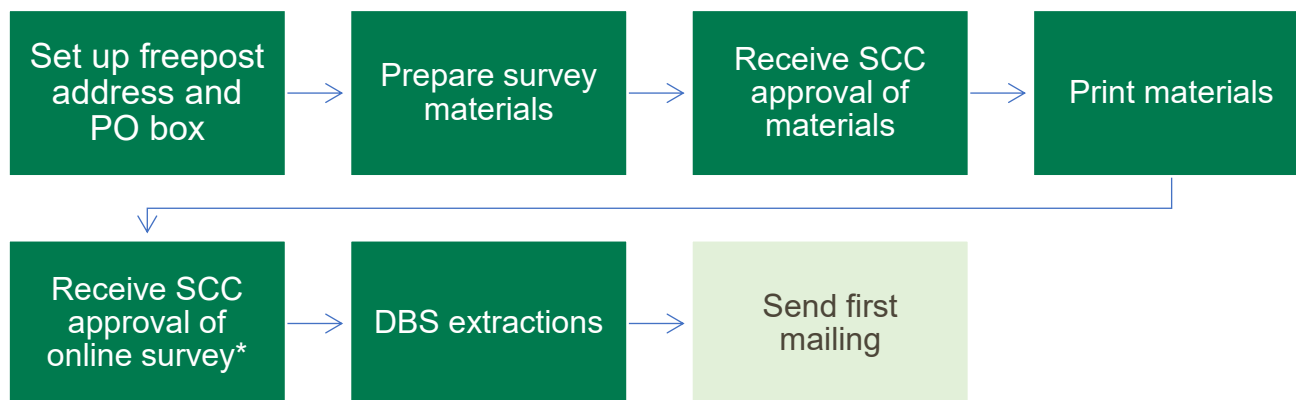 Set up freepost
address and
PO box
Prepare survey
materials
Receive SCC
approval of
materials
Print materials
Receive SCC
approval of
online survey*
DBS extractions
Send first
mailing